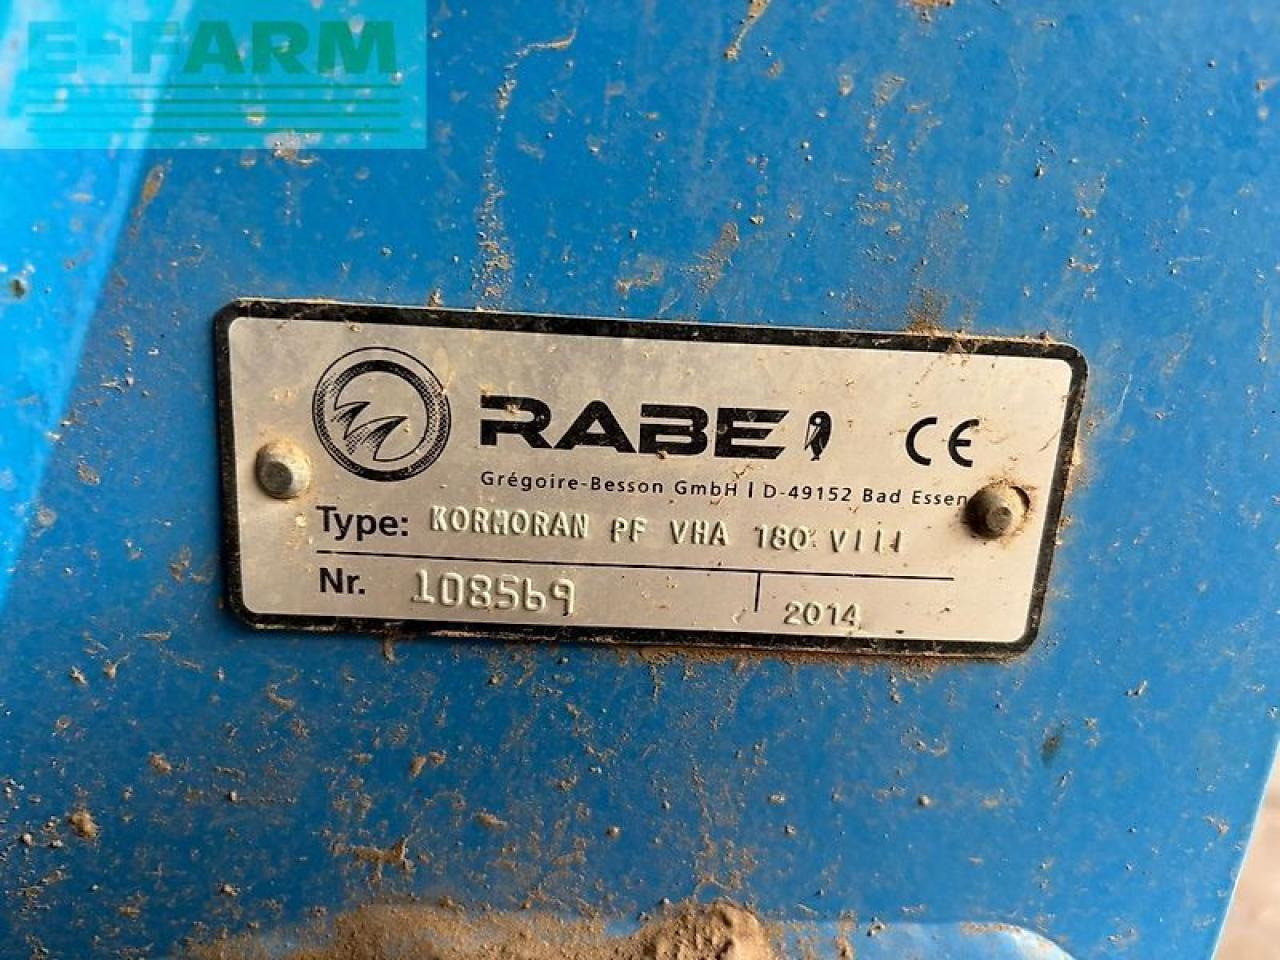 E-FARM
RABE CE
Grégoire-Besson GmbH | D-49152 Bad Essen
Type: KORMORAN PF VHA 180 VIII
Nr. 108569 2014